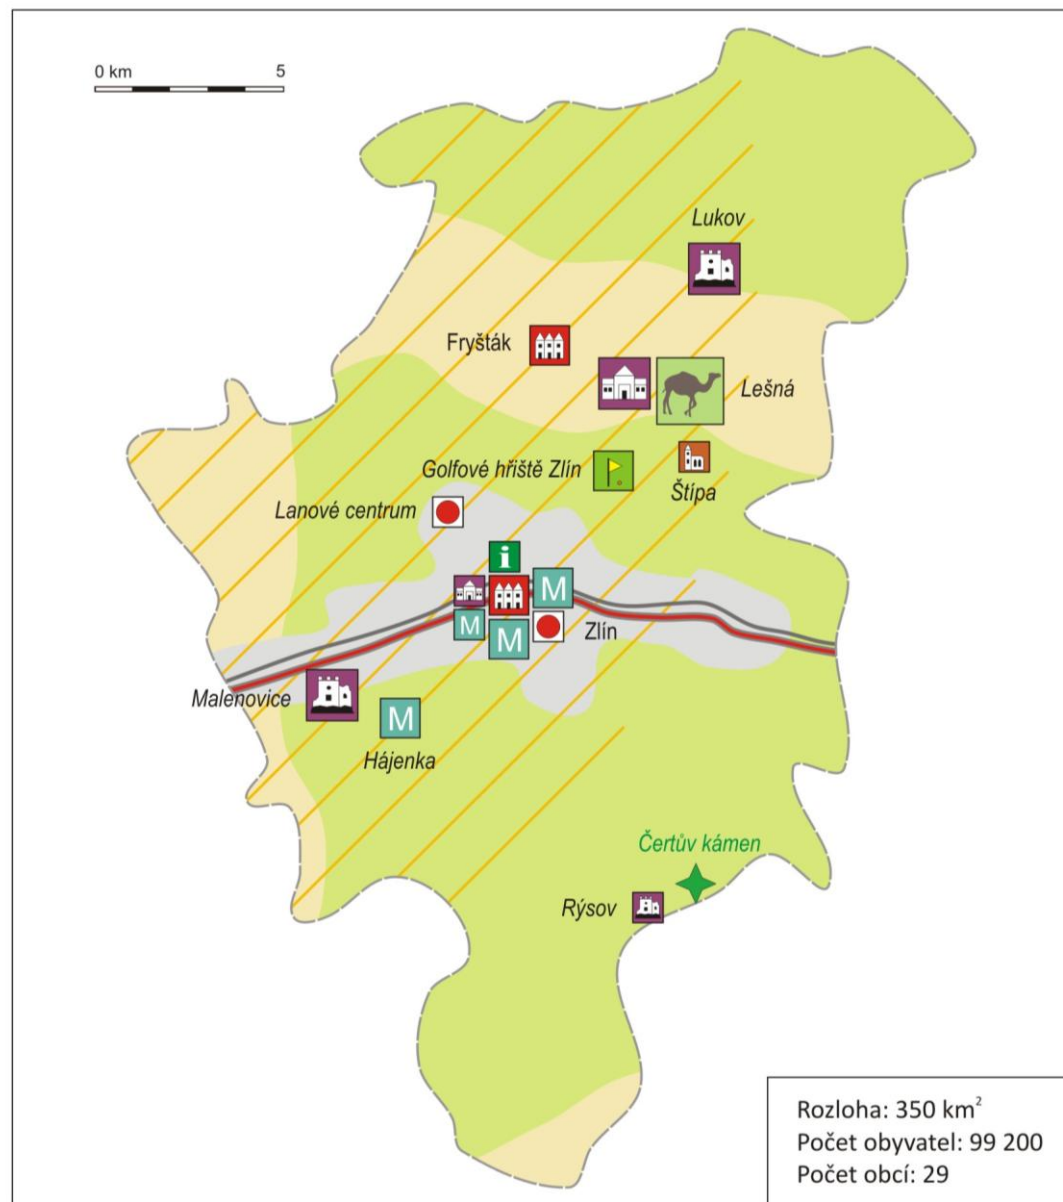 0 km 5
Lukov
Fryšták
Lešná
Golfové hřiště Zlín
Štípa
Lanové centrum
i
M
M
M
Zlín
Malenovice
M
Hájenka
Čertův kámen
Rýsov
Rozloha: 350 km²
Počet obyvatel: 99 200
Počet obcí: 29